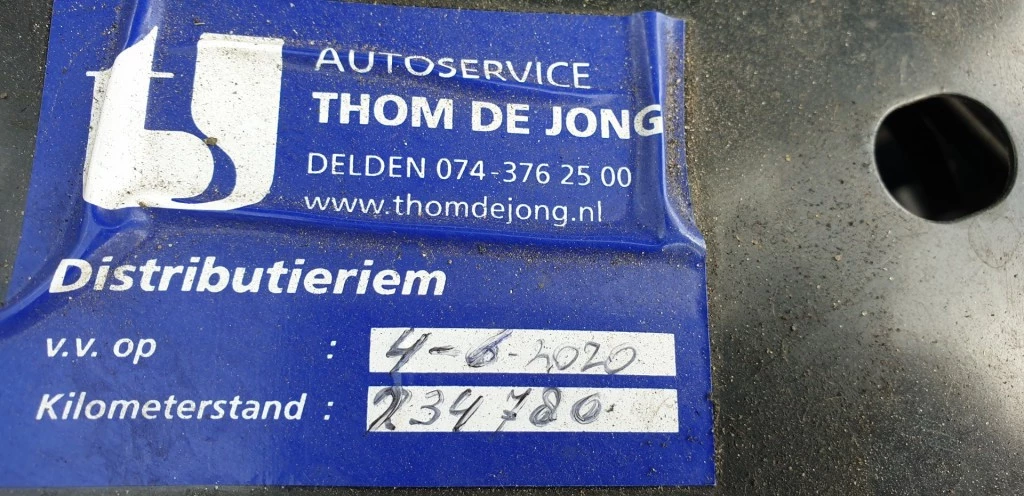 AUTOSERVICE
THOM DE JONG
DELDEN 074-376 25 00
www.thomdejong.nl
Distributieriem
v.v. op : 4-6-2020
Kilometerstand : 234780